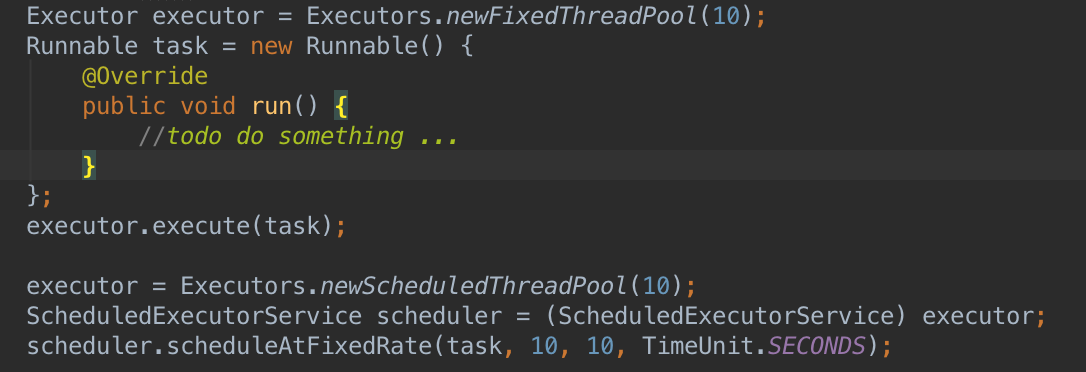 Executor executor = Executors.newFixedThreadPool(10);
Runnable task = new Runnable() {
@Override
public void run() {
//todo do something ...
}
};
executor.execute(task);
executor = Executors.newScheduledThreadPool(10);
ScheduledExecutorService scheduler = (ScheduledExecutorService) executor;
scheduler.scheduleAtFixedRate(task, 10, 10, TimeUnit.SECONDS);